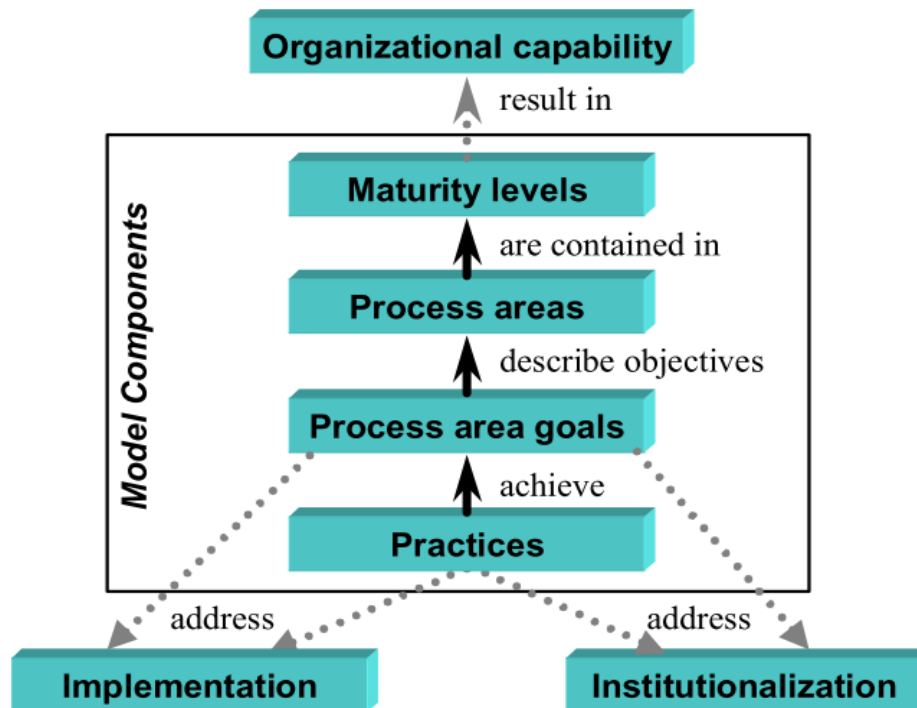 Organizational capability
result in
Model Components
Maturity levels
are contained in
Process areas
describe objectives
Process area goals
achieve
Practices
address
address
Implementation
Institutionalization